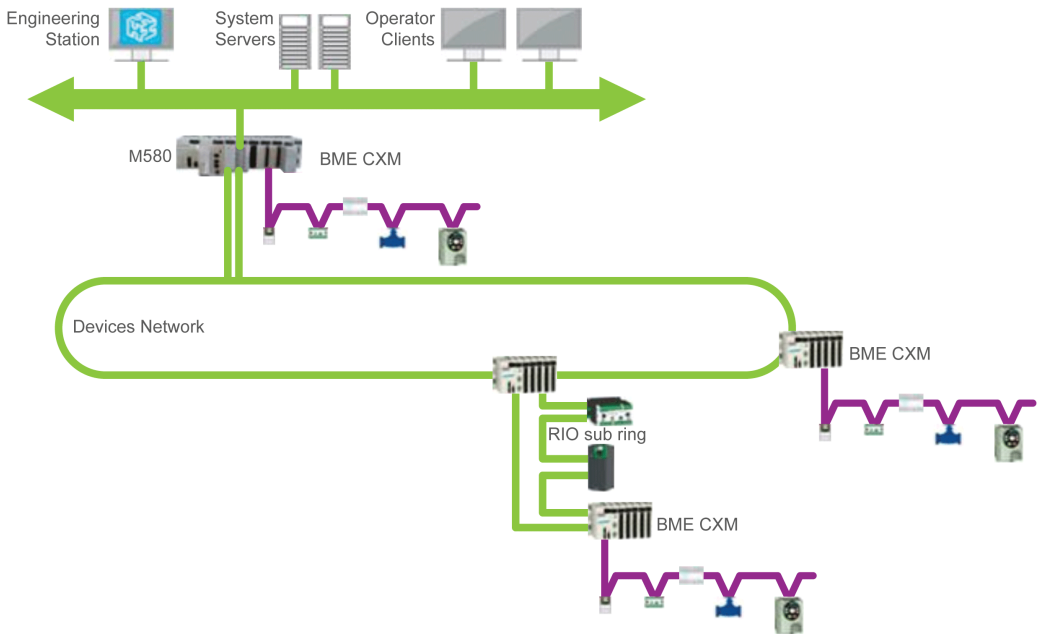 Engineering
Station
System
Servers
Operator
Clients
M580
BME CXM
Devices Network
BME CXM
RIO sub ring
BME CXM